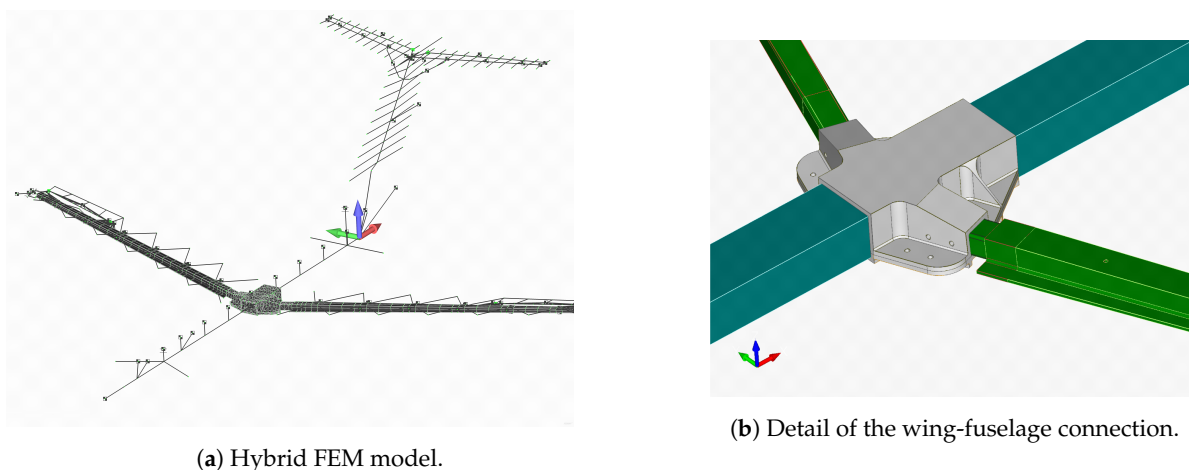 (a) Hybrid FEM model.
(b) Detail of the wing-fuselage connection.